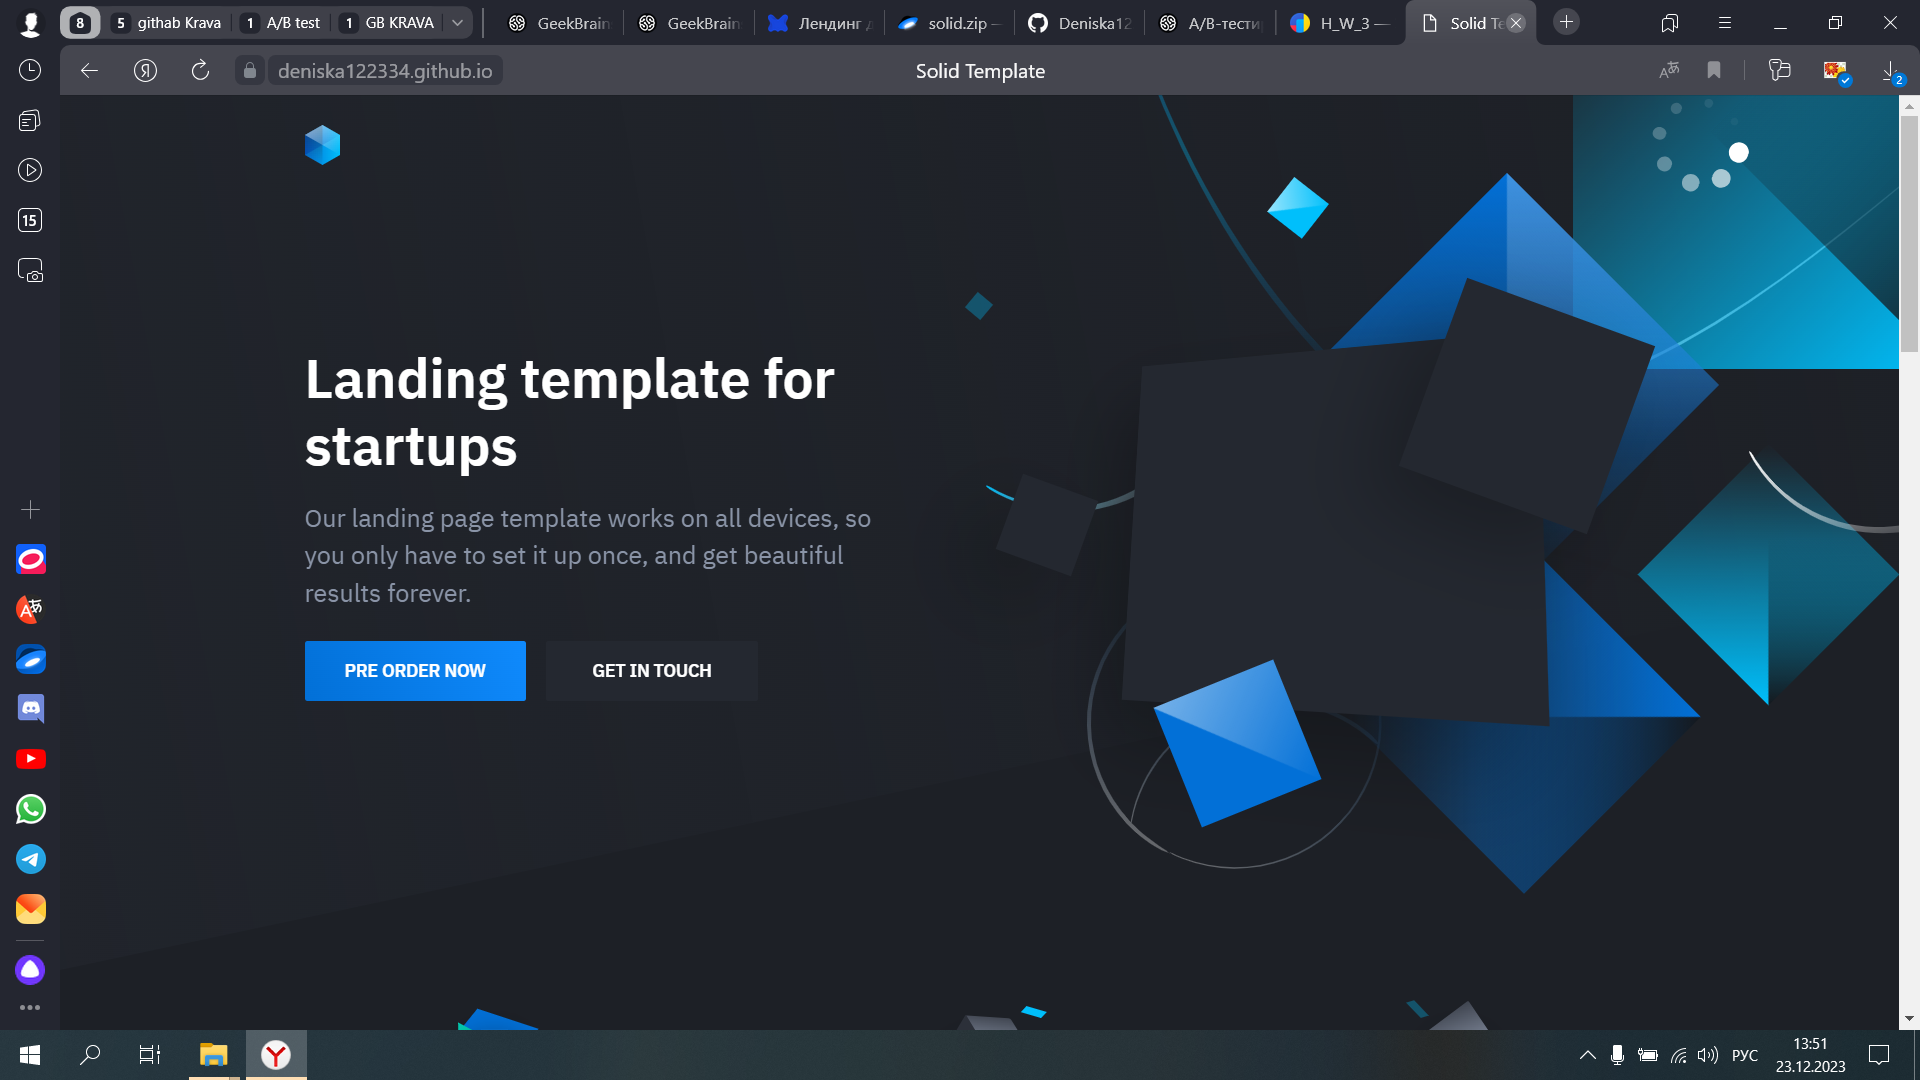 8
5 githab Krava
1 A/B test
1 GB KRAVA
GeekBrain
GeekBrain
Лендинг д
solid.zip —
Deniska12
A/B-тести
H_W_3 —
Solid Te
Я
deniska122334.github.io
Solid Template
2
15
Landing template for
startups
Our landing page template works on all devices, so
you only have to set it up once, and get beautiful
results forever.
PRE ORDER NOW
GET IN TOUCH
РУС
13:51
23.12.2023